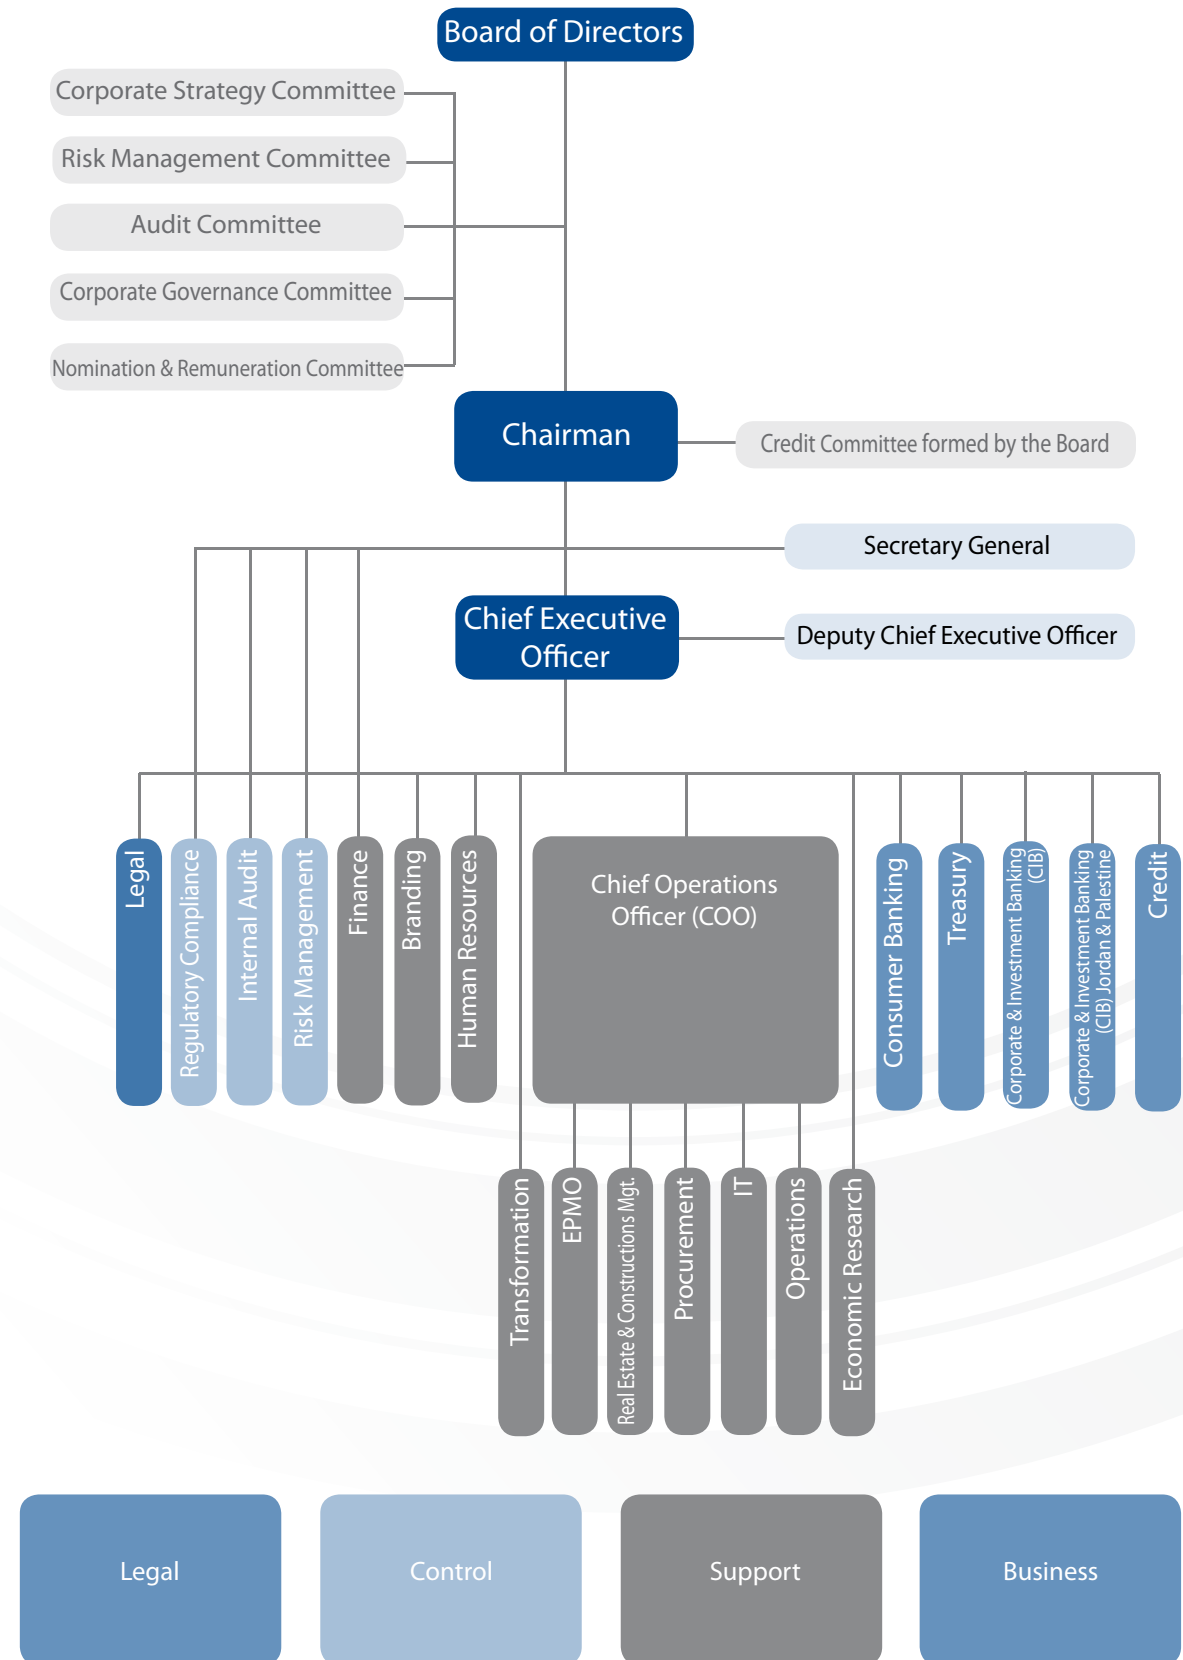 Board of Directors
Corporate Strategy Committee
Risk Management Committee
Audit Committee
Corporate Governance Committee
Nomination & Remuneration Committee
Chairman
Credit Committee formed by the Board
Secretary General
Chief Executive
Officer
Deputy Chief Executive Officer
Legal
Regulatory Compliance
Internal Audit
Risk Management
Finance
Branding
Human Resources
Chief Operations
Officer (COO)
Consumer Banking
Treasury
Corporate & Investment Banking
(CIB)
Corporate & Investment Banking
(CIB) Jordan & Palestine
Credit
Transformation
EPMO
Real Estate & Constructions Mgt.
Procurement
IT
Operations
Economic Research
Legal
Control
Support
Business